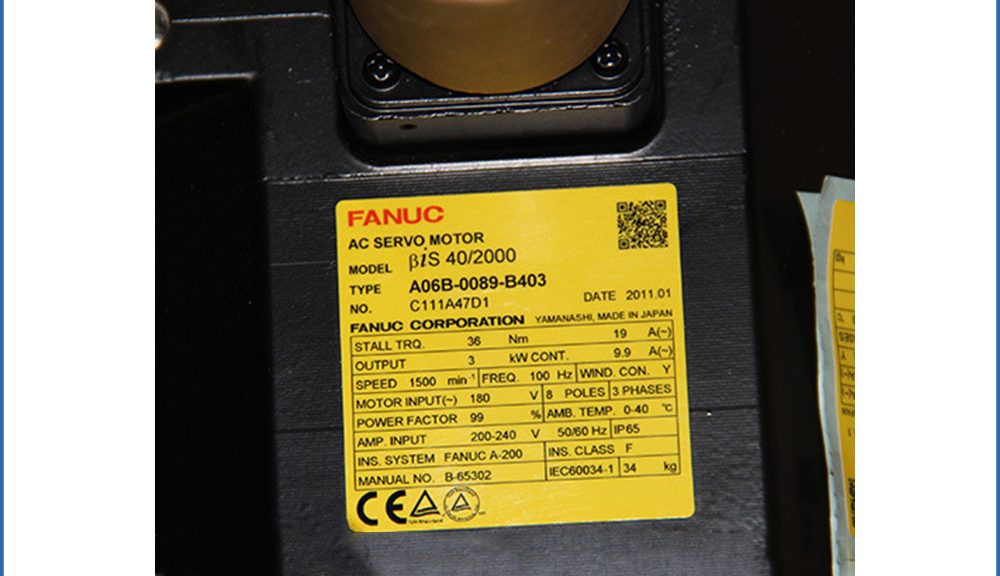 FANUC
AC SERVO MOTOR
MODEL βiS 40/2000
TYPE A06B-0089-B403
NO. C111A47D1 DATE 2011.01
FANUC CORPORATION YAMANASHI, MADE IN JAPAN
STALL TRQ. 36 Nm 19 A(~)
OUTPUT 3 kW CONT. 9.9 A(~)
SPEED 1500 min⁻¹ FREQ. 100 Hz WIND. CON. Y
MOTOR INPUT(~) 180 V 8 POLES 3 PHASES
POWER FACTOR 99 % AMB. TEMP. 0-40 °C
AMP. INPUT 200-240 V 50/60 Hz IP65
INS. SYSTEM FANUC A-200 INS. CLASS F
MANUAL NO. B-65302 IEC60034-1 34 kg
CE
kg